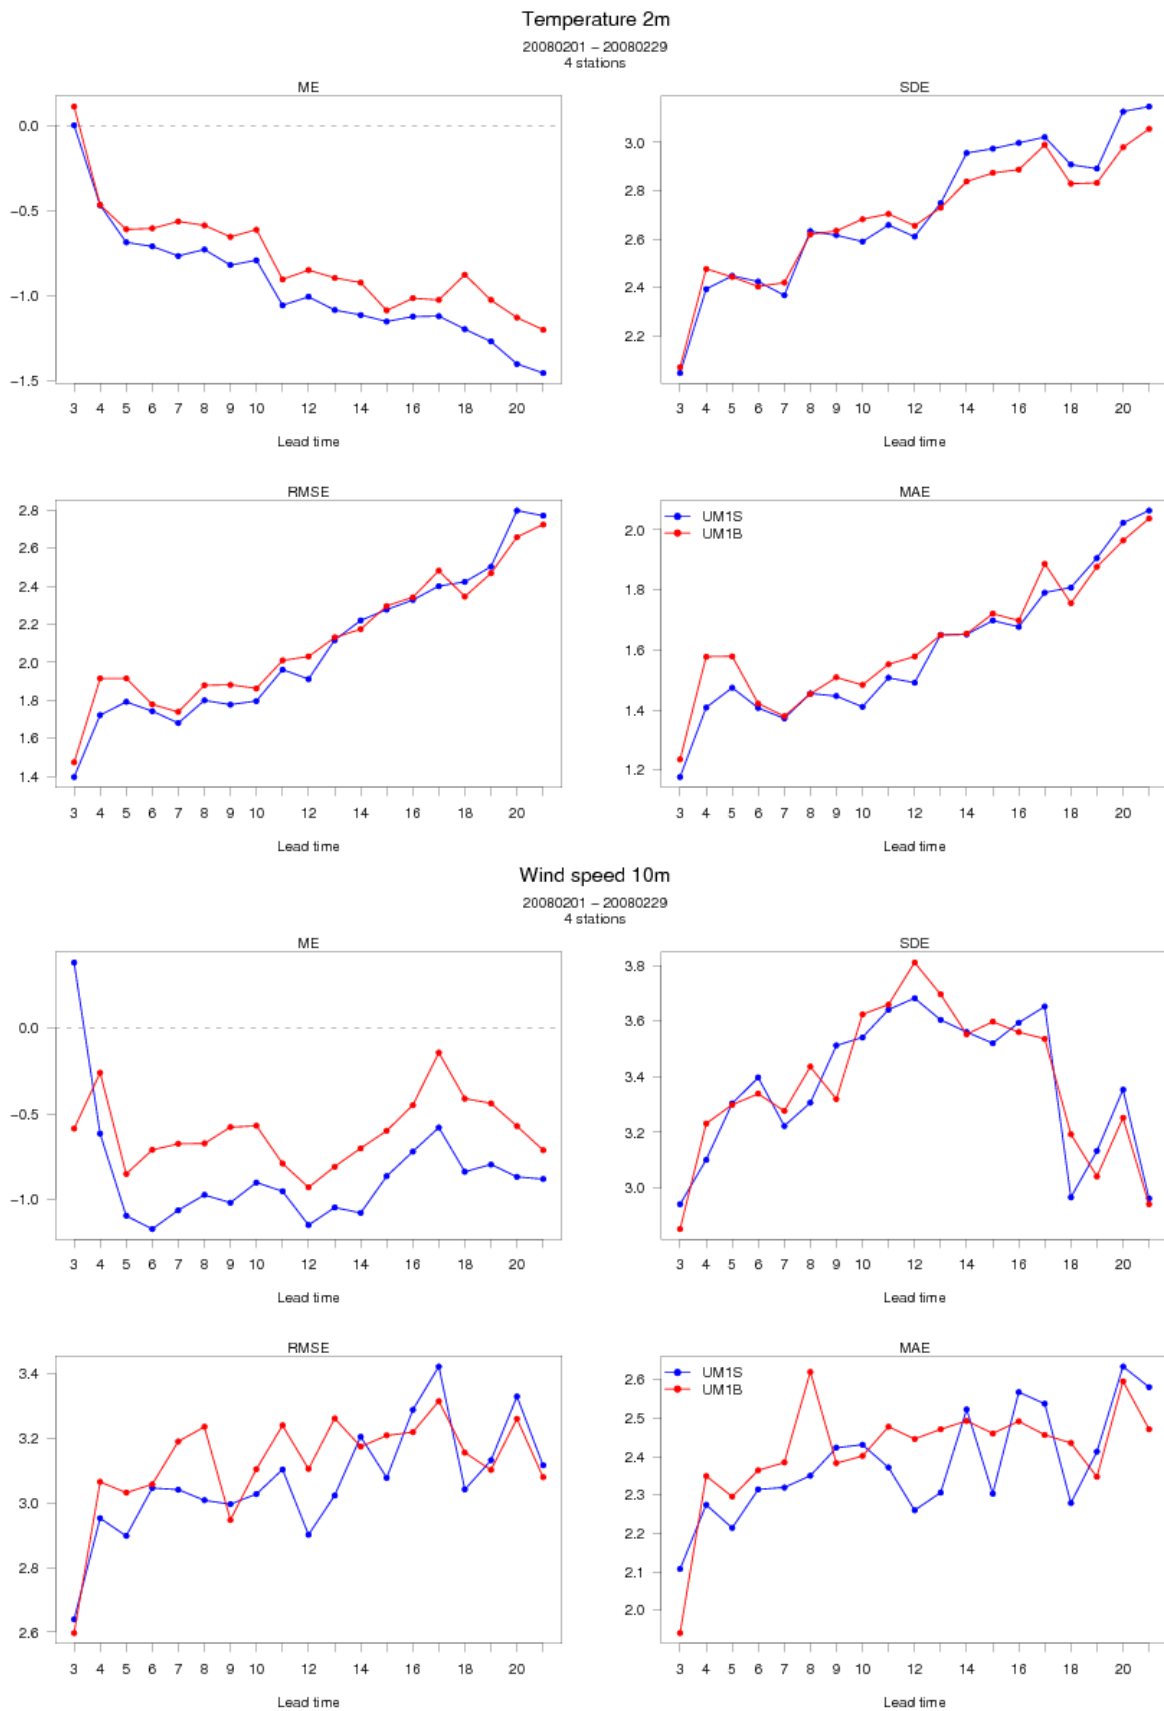 Temperature 2m
20080201 – 20080229
4 stations
ME
SDE
0.0
−0.5
−1.0
−1.5
3.0
2.8
2.6
2.4
2.2
3 4 5 6 7 8 9 10 12 14 16 18 20
3 4 5 6 7 8 9 10 12 14 16 18 20
Lead time
Lead time
RMSE
MAE
2.8
2.6
2.4
2.2
2.0
1.8
1.6
1.4
UM1S
UM1B
2.0
1.8
1.6
1.4
1.2
3 4 5 6 7 8 9 10 12 14 16 18 20
3 4 5 6 7 8 9 10 12 14 16 18 20
Lead time
Lead time
Wind speed 10m
20080201 – 20080229
4 stations
ME
SDE
0.0
−0.5
−1.0
3.8
3.6
3.4
3.2
3.0
3 4 5 6 7 8 9 10 12 14 16 18 20
3 4 5 6 7 8 9 10 12 14 16 18 20
Lead time
Lead time
RMSE
MAE
3.4
3.2
3.0
2.8
2.6
UM1S
UM1B
2.6
2.5
2.4
2.3
2.2
2.1
2.0
3 4 5 6 7 8 9 10 12 14 16 18 20
3 4 5 6 7 8 9 10 12 14 16 18 20
Lead time
Lead time